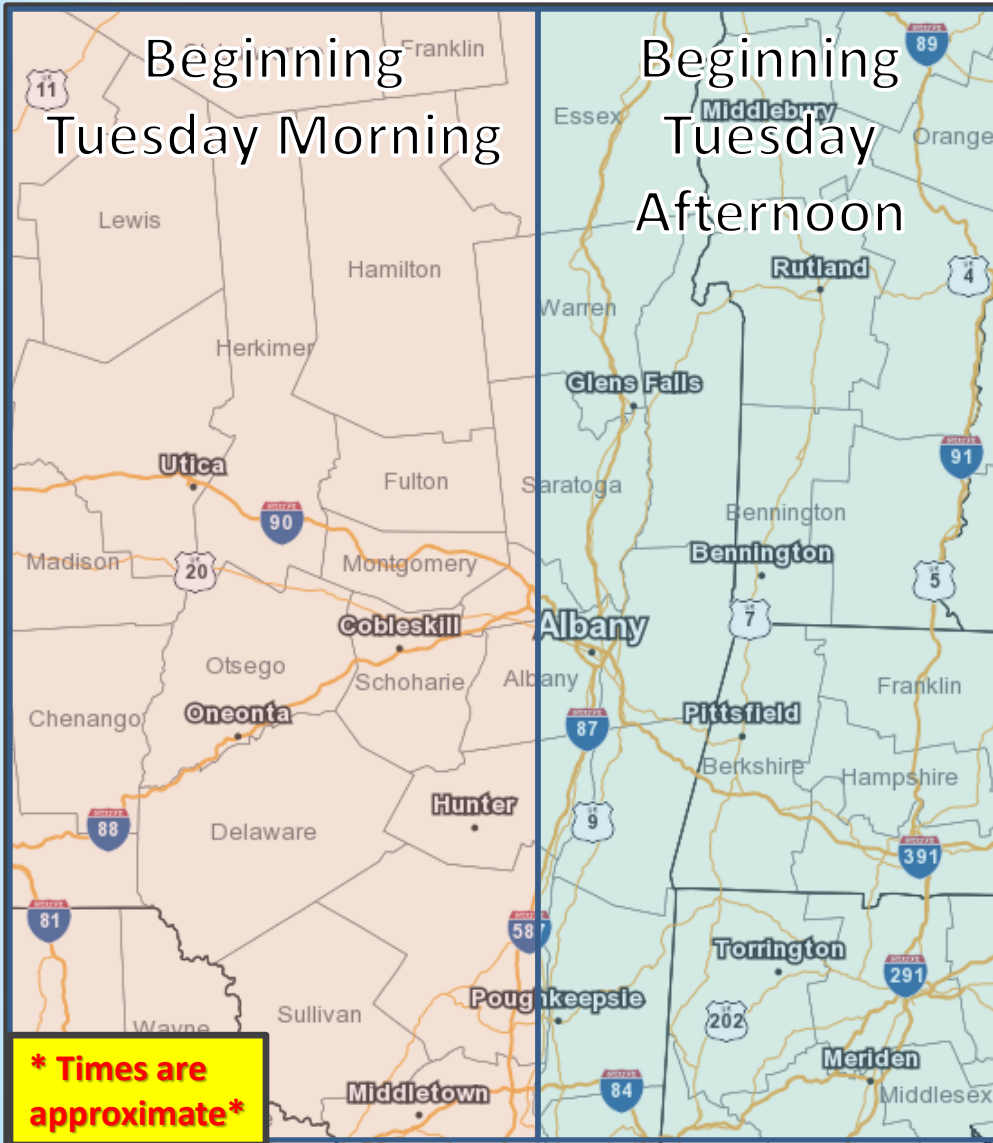 Beginning
Tuesday Morning
Beginning
Tuesday
Afternoon
Franklin
11
89
Essex
Middlebury
Orange
Lewis
Hamilton
Rutland
4
Warren
Herkimer
Glens Falls
Utica
91
Fulton
Saratoga
90
Bennington
Madison
20
Montgomery
Bennington
5
7
Cobleskill
Albany
Otsego
Schoharie
Albany
Franklin
Chenango
Oneonta
87
Pittsfield
Berkshire
Hampshire
Hunter
88
Delaware
9
391
81
587
Torrington
291
Poughkeepsie
Sullivan
202
Wayne
Meriden
* Times are
approximate*
Middletown
84
Middlesex